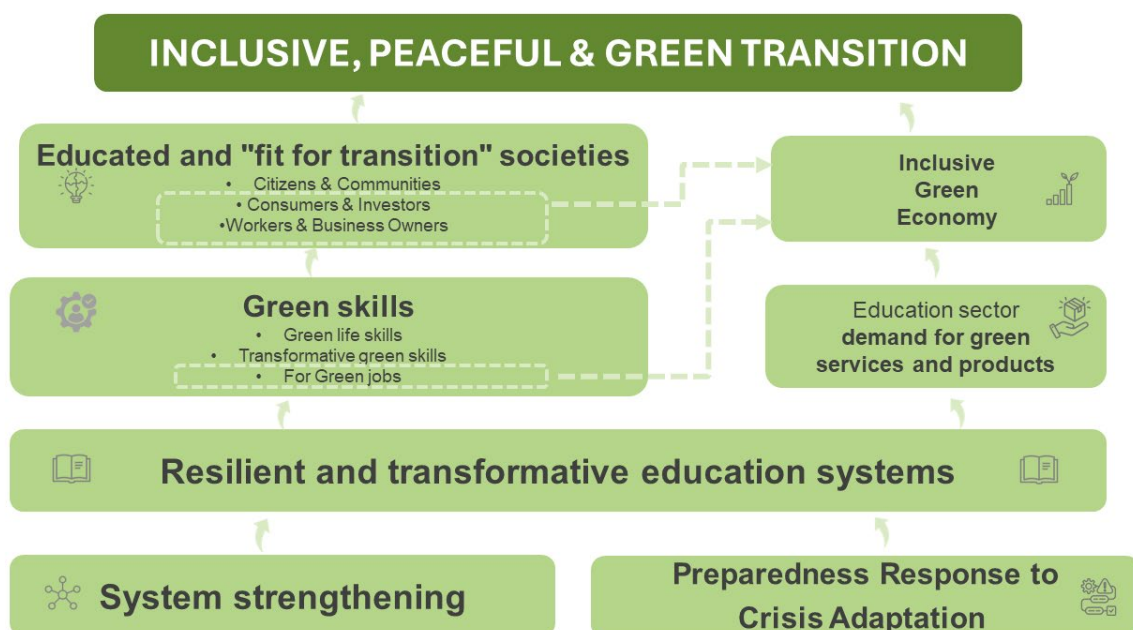 INCLUSIVE, PEACEFUL & GREEN TRANSITION
Educated and "fit for transition" societies
• Citizens & Communities
• Consumers & Investors
•Workers & Business Owners
Inclusive
Green
Economy
Green skills
• Green life skills
• Transformative green skills
• For Green jobs
Education sector
demand for green
services and products
Resilient and transformative education systems
System strengthening
Preparedness Response to
Crisis Adaptation